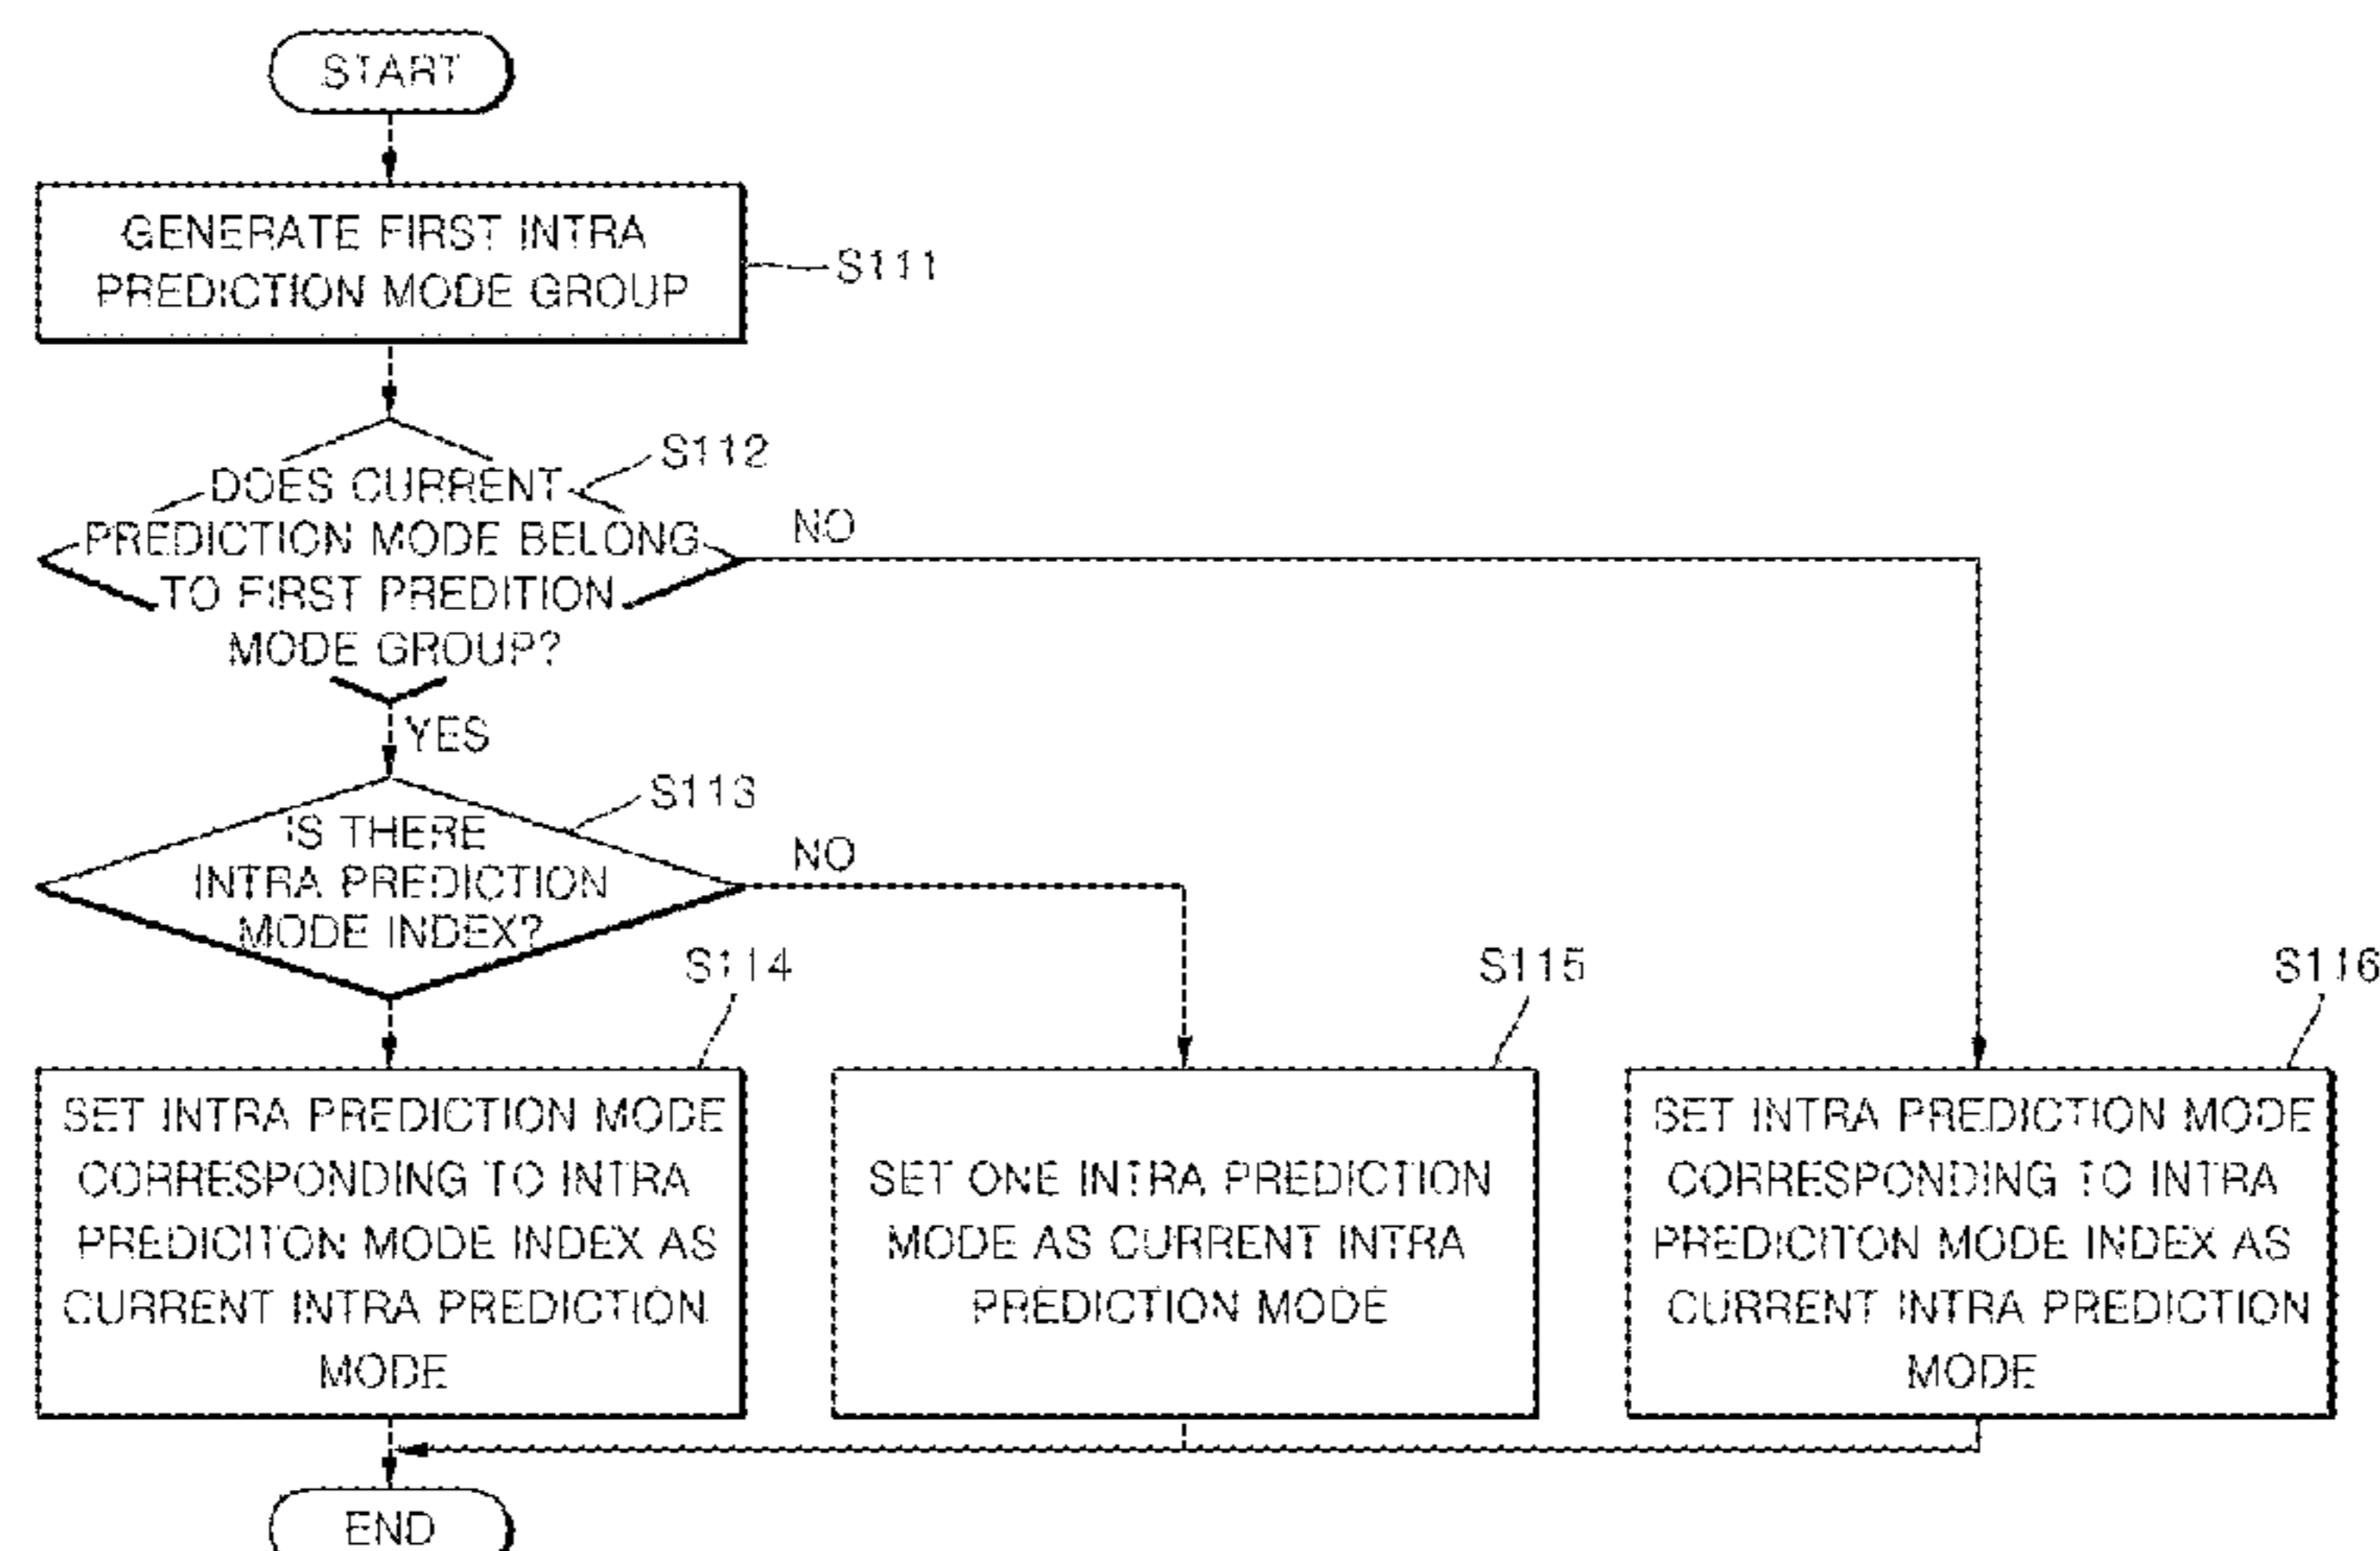 START
GENERATE FIRST INTRA
PREDICTION MODE GROUP
S111
S112
DOES CURRENT
PREDICTION MODE BELONG
TO FIRST PREDITION
MODE GROUP?
NO
YES
S113
IS THERE
INTRA PREDICTION
MODE INDEX?
NO
S114
SET INTRA PREDICTION MODE
CORRESPONDING TO INTRA
PREDICITON MODE INDEX AS
CURRENT INTRA PREDICTION
MODE
S115
SET ONE INTRA PREDICTION
MODE AS CURRENT INTRA
PREDICTION MODE
S116
SET INTRA PREDICTION MODE
CORRESPONDING TO INTRA
PREDICITON MODE INDEX AS
CURRENT INTRA PREDICTION
MODE
END